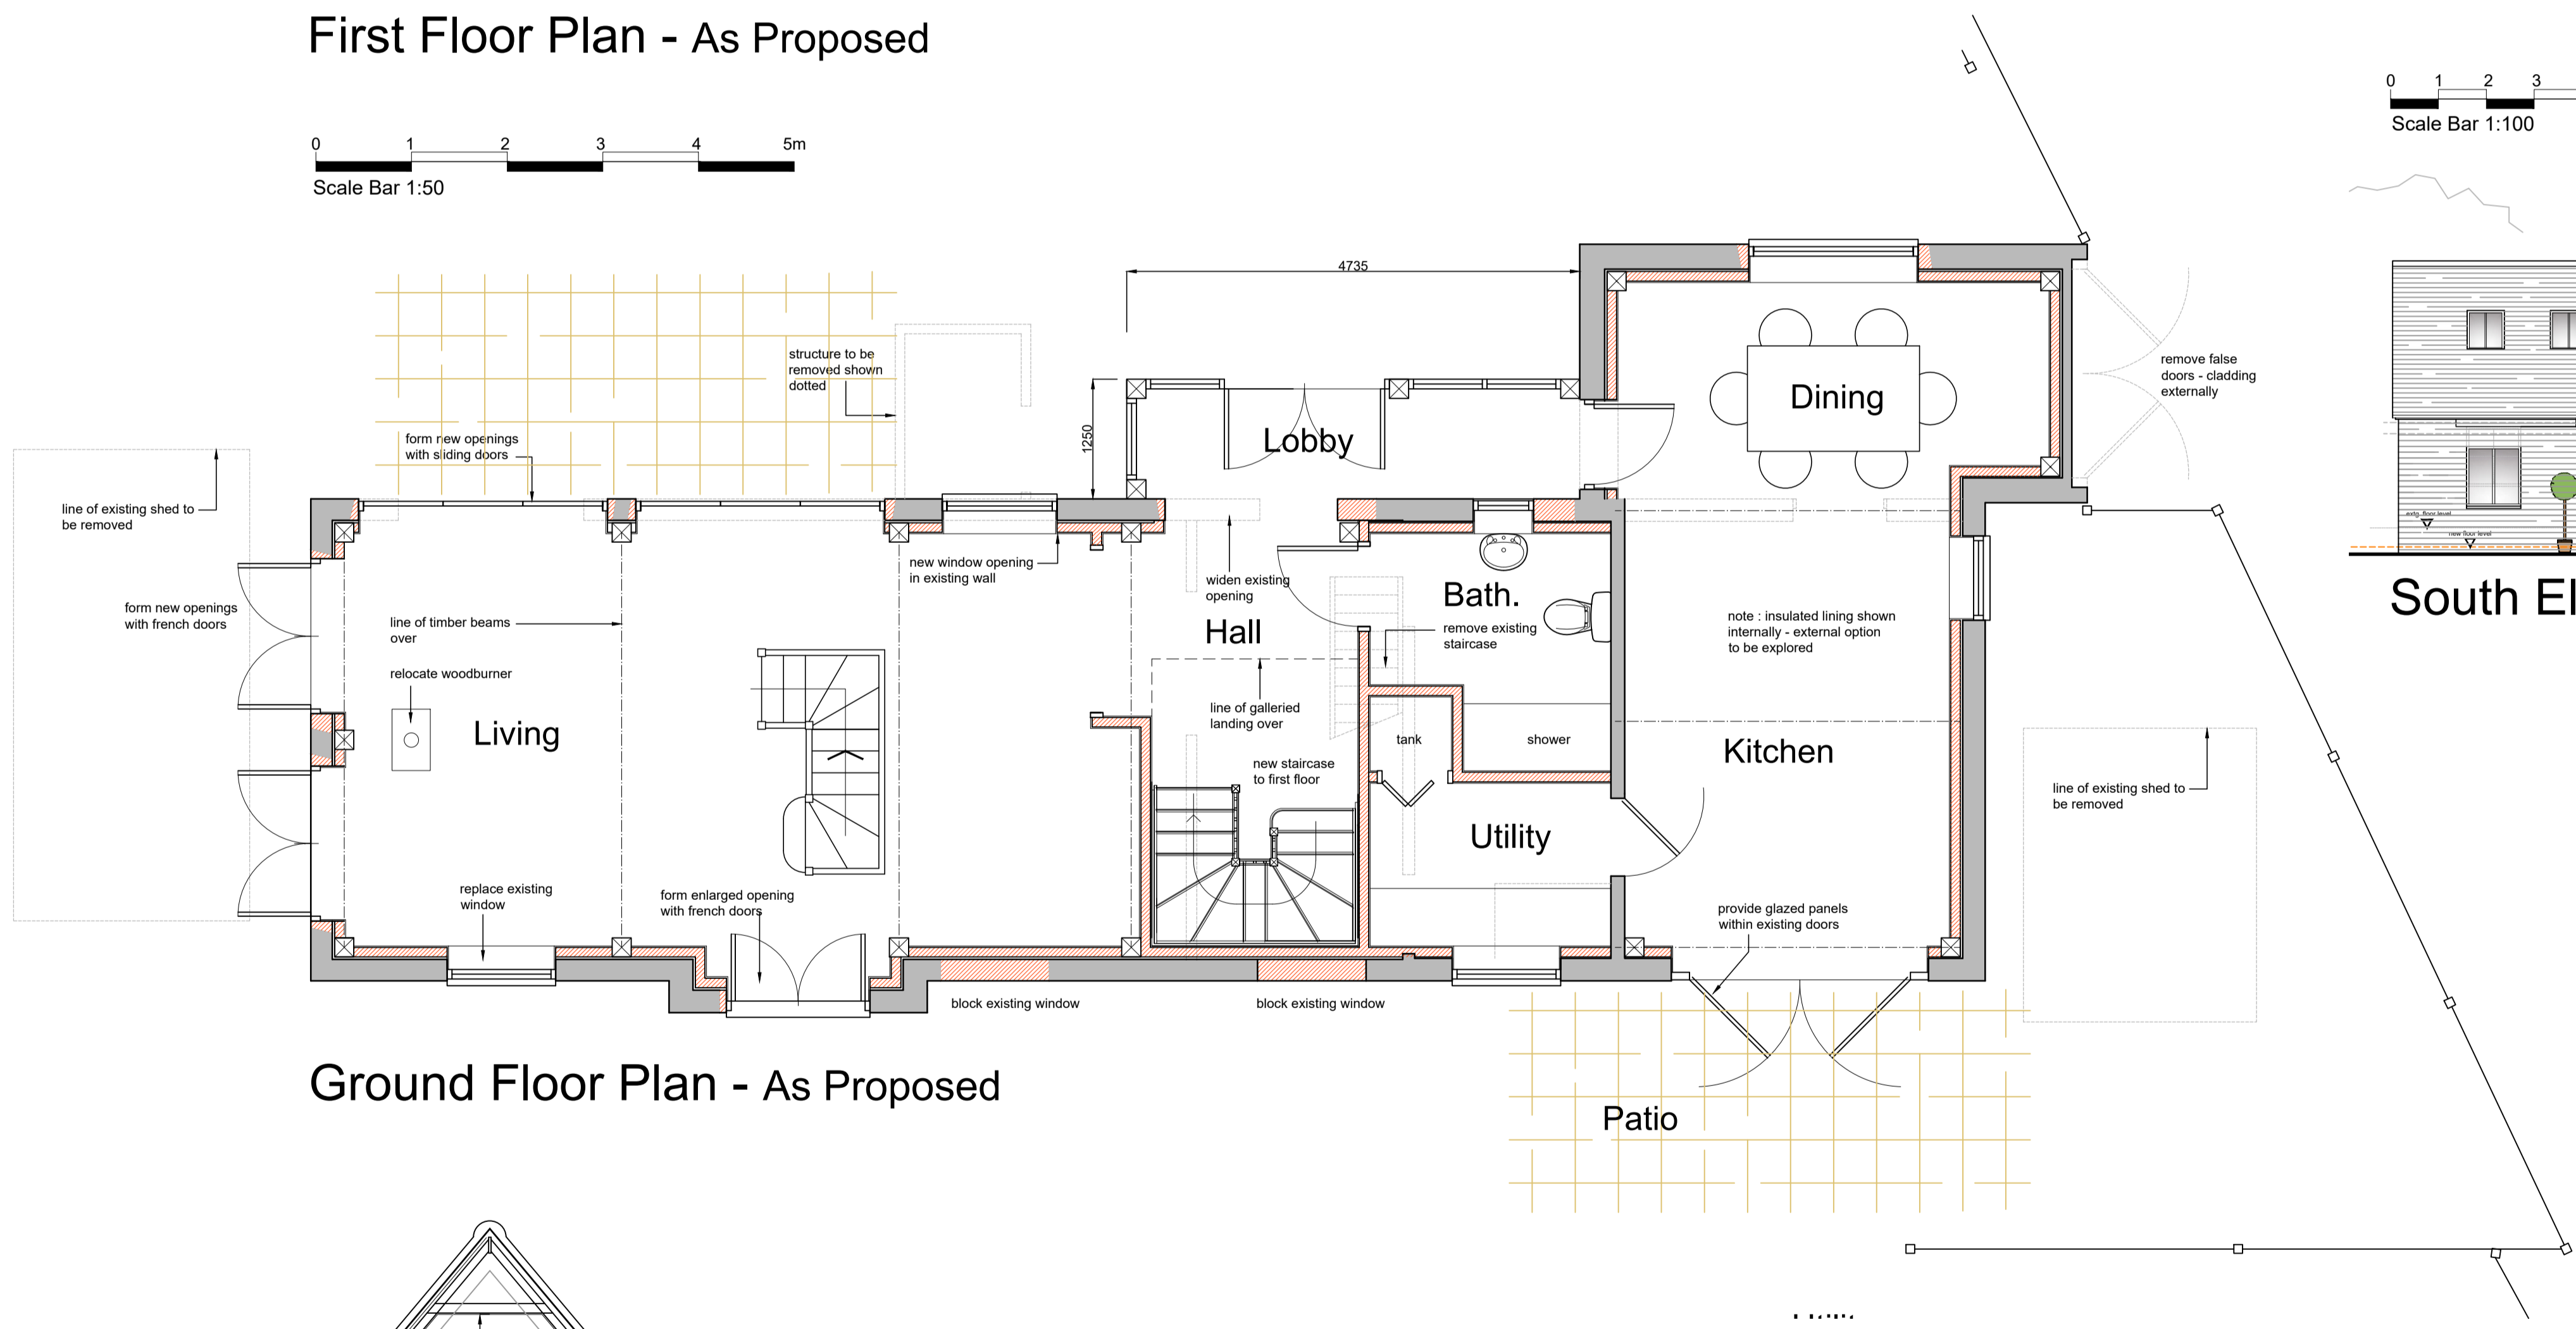 First Floor Plan - As Proposed
0 1 2 3 4 5m
Scale Bar 1:50
0 1 2 3
Scale Bar 1:100
4735
1250
structure to be
removed shown
dotted
form new openings
with sliding doors
line of existing shed to
be removed
form new openings
with french doors
line of timber beams
over
relocate woodburner
Living
replace existing
window
form enlarged opening
with french doors
new window opening
in existing wall
Lobby
widen existing
opening
Hall
line of galleried
landing over
new staircase
to first floor
Bath.
remove existing
staircase
tank
shower
Utility
Dining
remove false
doors - cladding
externally
note : insulated lining shown
internally - external option
to be explored
Kitchen
provide glazed panels
within existing doors
line of existing shed to
be removed
block existing window
block existing window
Patio
Ground Floor Plan - As Proposed
extg. floor level
new floor level
South El